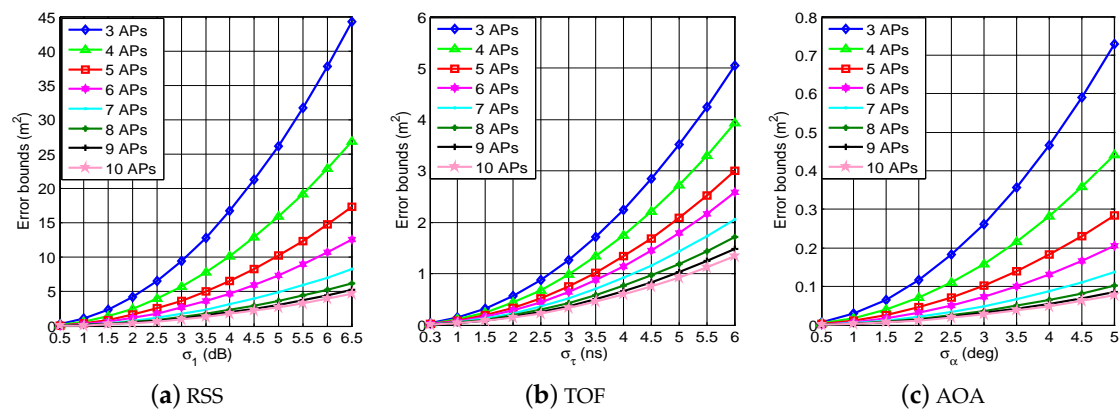 45
40
35
30
25
20
15
10
5
0
Error bounds (m²)
3 APs
4 APs
5 APs
6 APs
7 APs
8 APs
9 APs
10 APs
0.5 1 1.5 2 2.5 3 3.5 4 4.5 5 5.5 6 6.5
σ₁ (dB)
(a) RSS
6
5
4
3
2
1
0
Error bounds (m²)
3 APs
4 APs
5 APs
6 APs
7 APs
8 APs
9 APs
10 APs
0.3 1 1.5 2 2.5 3 3.5 4 4.5 5 5.5 6
σ_τ (ns)
(b) TOF
0.8
0.7
0.6
0.5
0.4
0.3
0.2
0.1
0
Error bounds (m²)
3 APs
4 APs
5 APs
6 APs
7 APs
8 APs
9 APs
10 APs
0.5 1 1.5 2 2.5 3 3.5 4 4.5 5
σ_α (deg)
(c) AOA